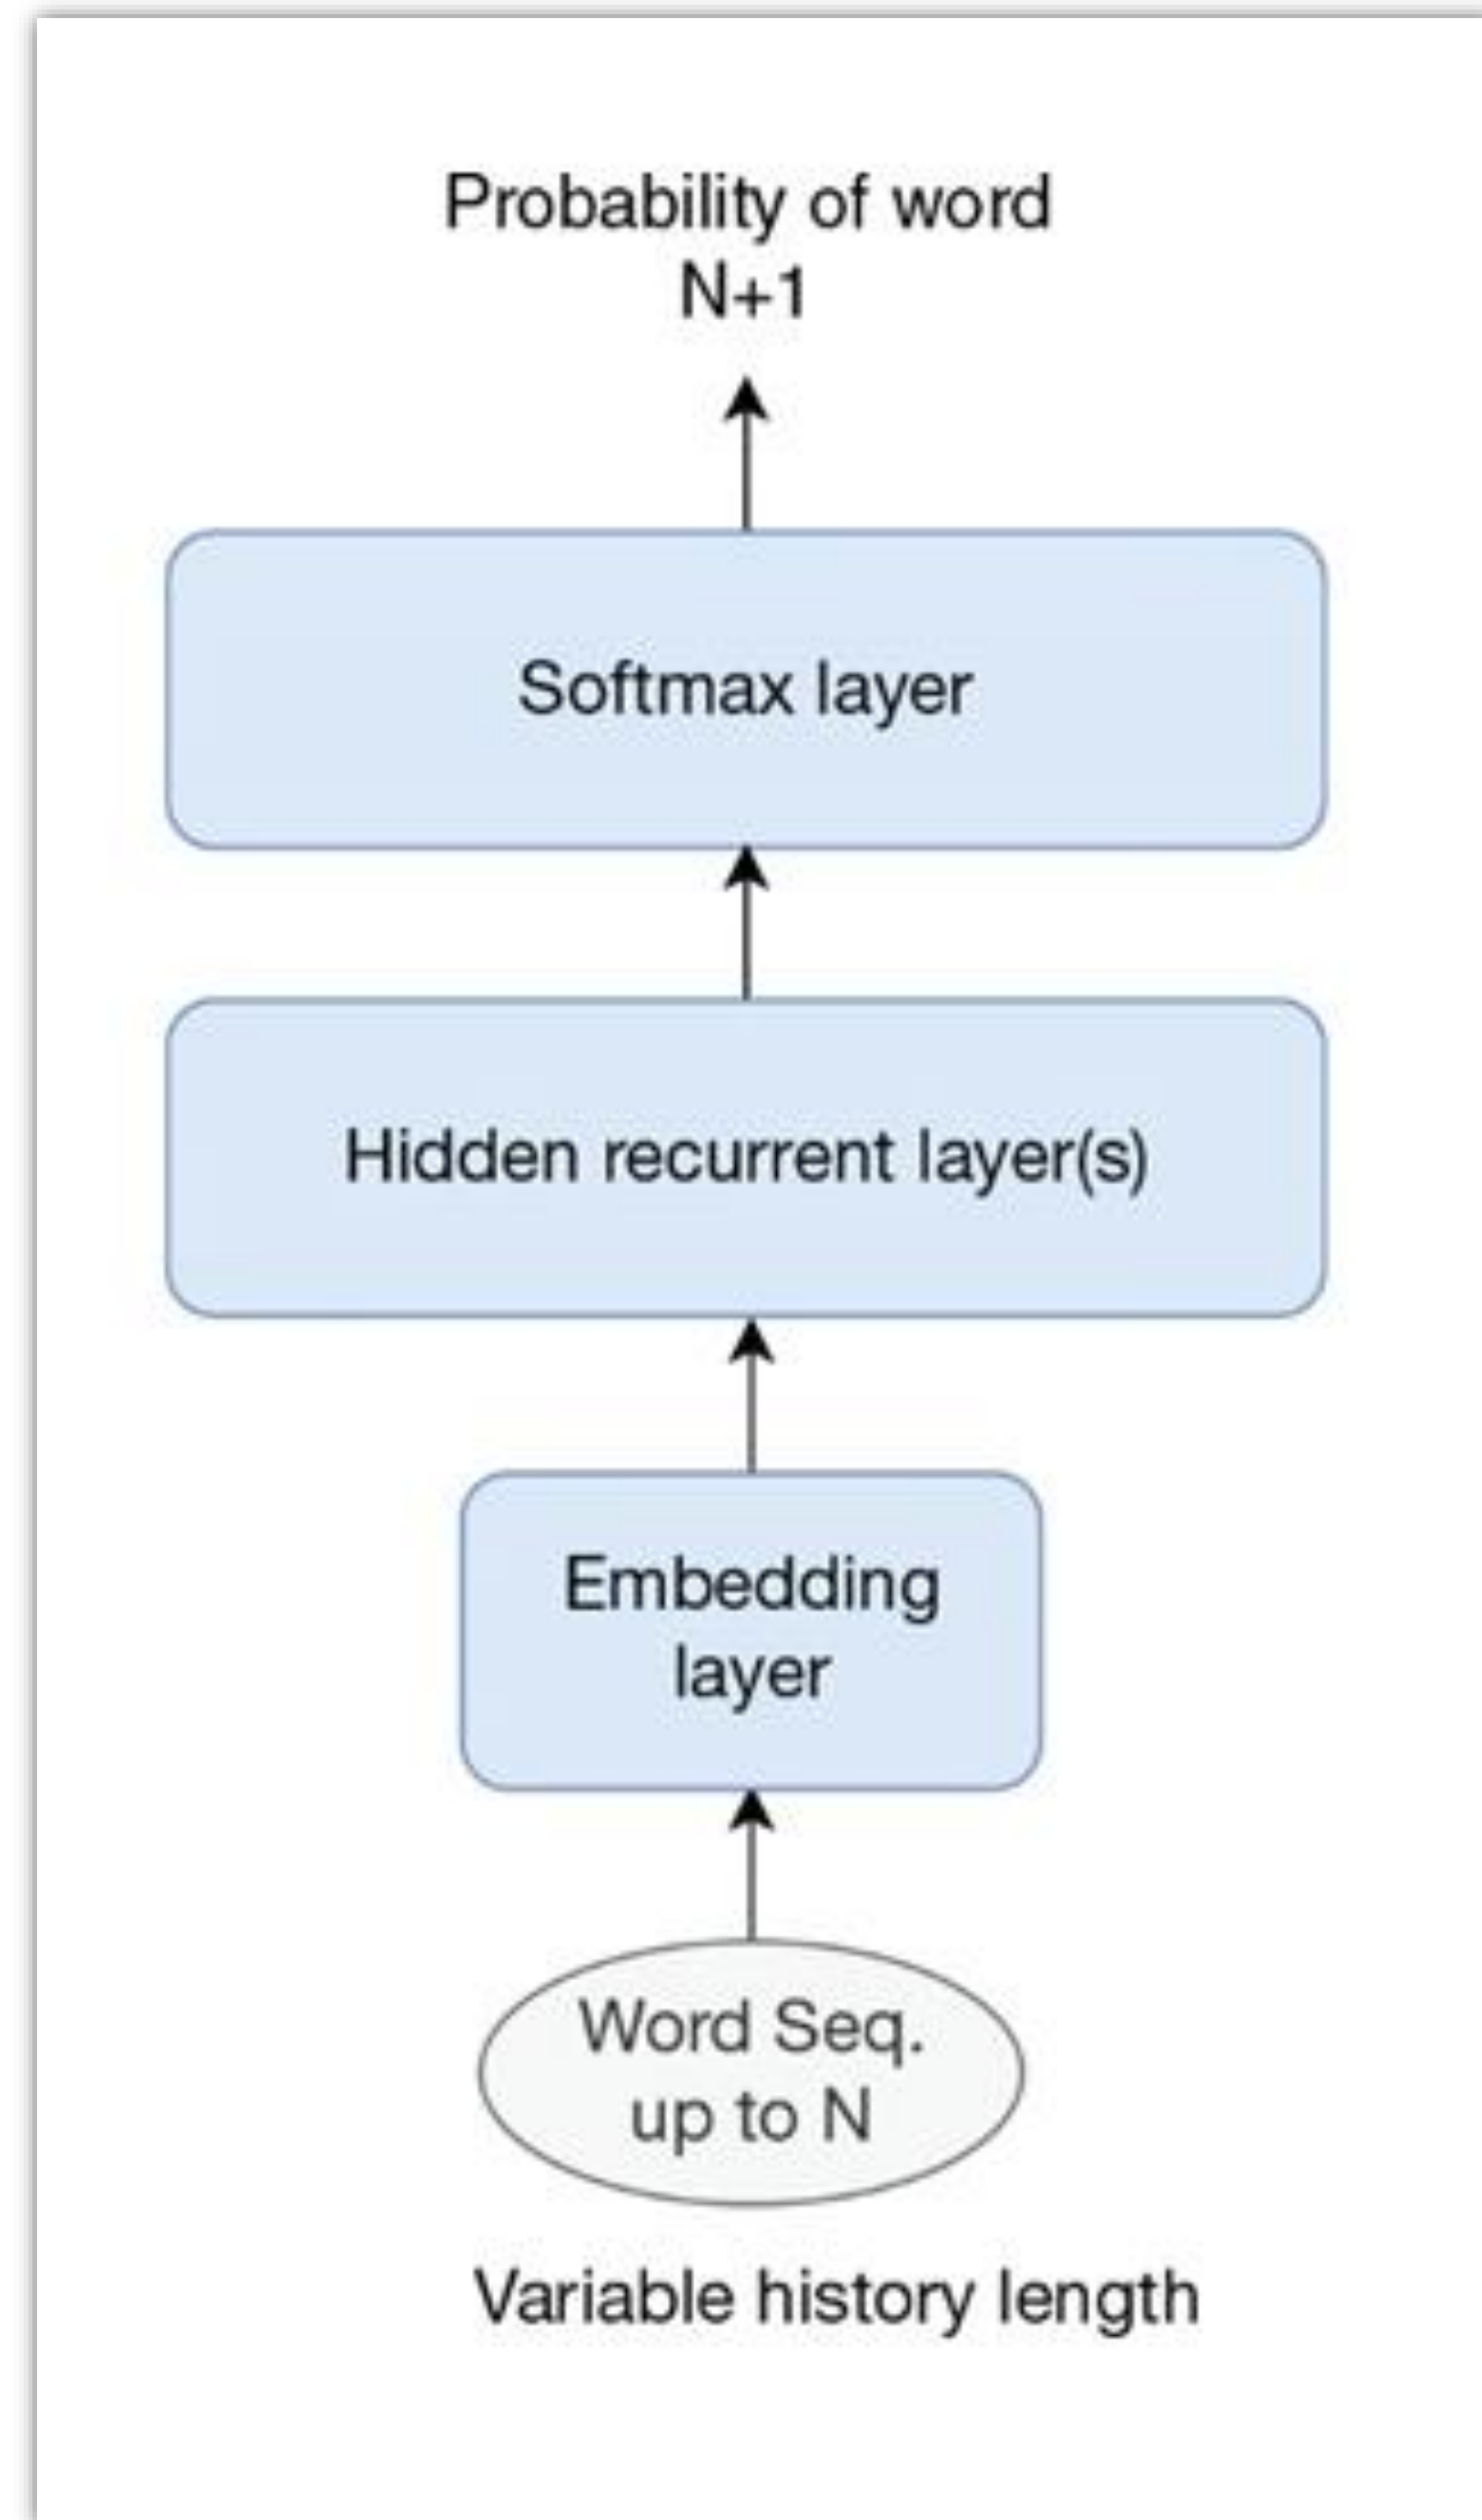 Probability of word
N+1
Softmax layer
Hidden recurrent layer(s)
Embedding
layer
Word Seq.
up to N
Variable history length